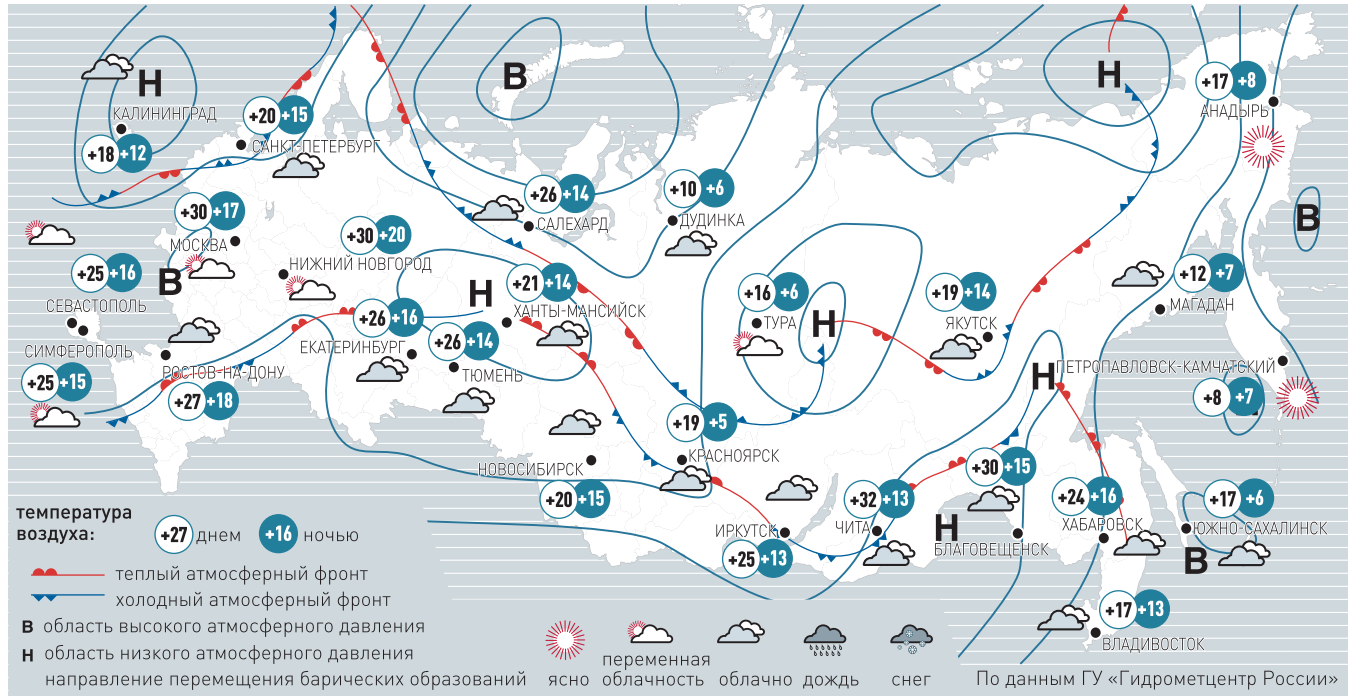 Н
КАЛИНИНГРАД
+18 +12
+20 +15
САНКТ-ПЕТЕРБУРГ
В
Н
+17 +8
АНАДЫРЬ
+26 +14
САЛЕХАРД
+10 +6
ДУДИНКА
+30 +17
МОСКВА
В
+30 +20
НИЖНИЙ НОВГОРОД
В
+25 +16
СЕВАСТОПОЛЬ
СИМФЕРОПОЛЬ
+25 +15
Н
+21 +14
ХАНТЫ-МАНСИЙСК
+16 +6
ТУРА
Н
+19 +14
ЯКУТСК
+12 +7
МАГАДАН
+26 +16
ЕКАТЕРИНБУРГ
+26 +14
ТЮМЕНЬ
РОСТОВ-НА-ДОНУ
+27 +18
Н
ПЕТРОПАВЛОВСК-КАМЧАТСКИЙ
+8 +7
+19 +5
КРАСНОЯРСК
НОВОСИБИРСК
+20 +15
+30 +15
БЛАГОВЕЩЕНСК
Н
+32 +13
ЧИТА
ИРКУТСК
+25 +13
+24 +16
ХАБАРОВСК
+17 +6
ЮЖНО-САХАЛИНСК
В
+17 +13
ВЛАДИВОСТОК
температура
воздуха:
+27 днем +16 ночью
теплый атмосферный фронт
холодный атмосферный фронт
В область высокого атмосферного давления
Н область низкого атмосферного давления
направление перемещения барических образований
ясно
переменная
облачность
облачно
дождь
снег
По данным ГУ «Гидрометцентр России»